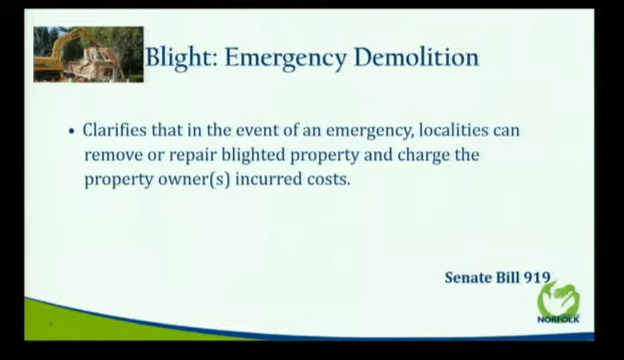 Blight: Emergency Demolition
• Clarifies that in the event of an emergency, localities can
remove or repair blighted property and charge the
property owner(s) incurred costs.
Senate Bill 919
NORFOLK